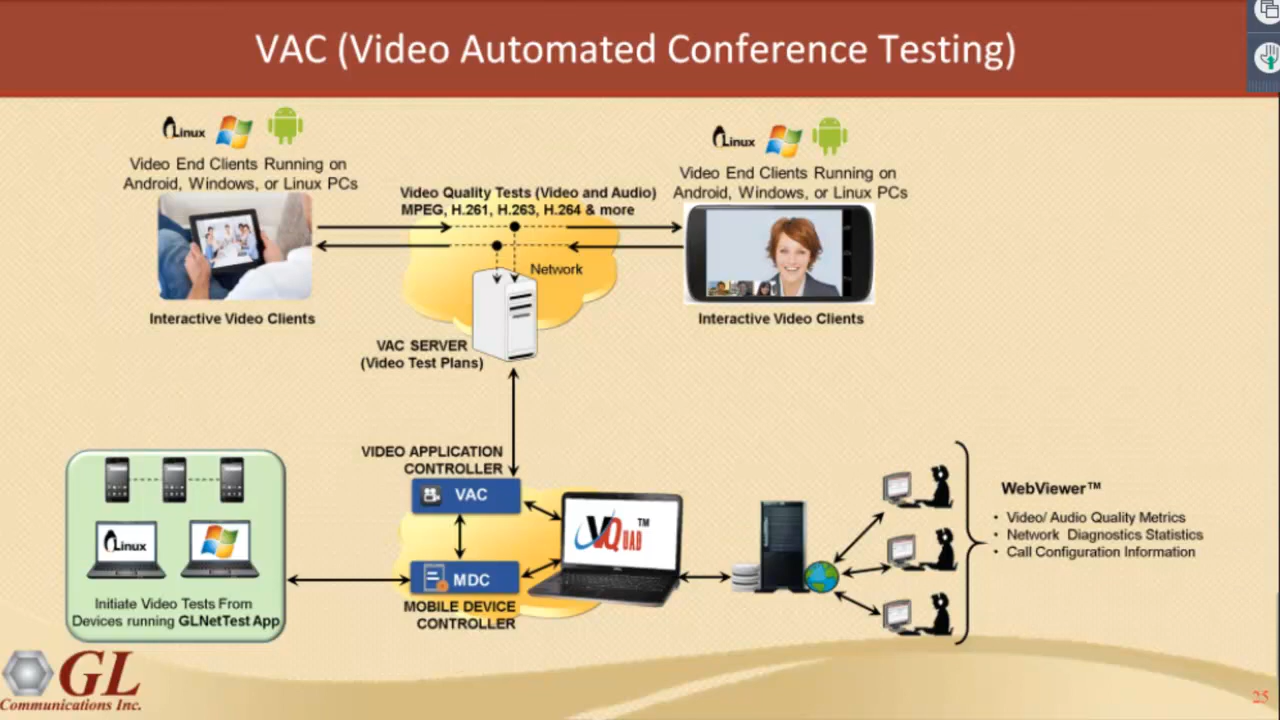 VAC (Video Automated Conference Testing)
Linux
Video End Clients Running on
Android, Windows, or Linux PCs
Interactive Video Clients
Video Quality Tests (Video and Audio)
MPEG, H.261, H.263, H.264 & more
Network
Linux
Video End Clients Running on
Android, Windows, or Linux PCs
Interactive Video Clients
VAC SERVER
(Video Test Plans)
VIDEO APPLICATION
CONTROLLER
VAC
MDC
MOBILE DEVICE
CONTROLLER
VQUAD™
Linux
Initiate Video Tests From
Devices running GLNetTest App
WebViewer™
• Video/ Audio Quality Metrics
• Network Diagnostics Statistics
• Call Configuration Information
GL
Communications Inc.
25